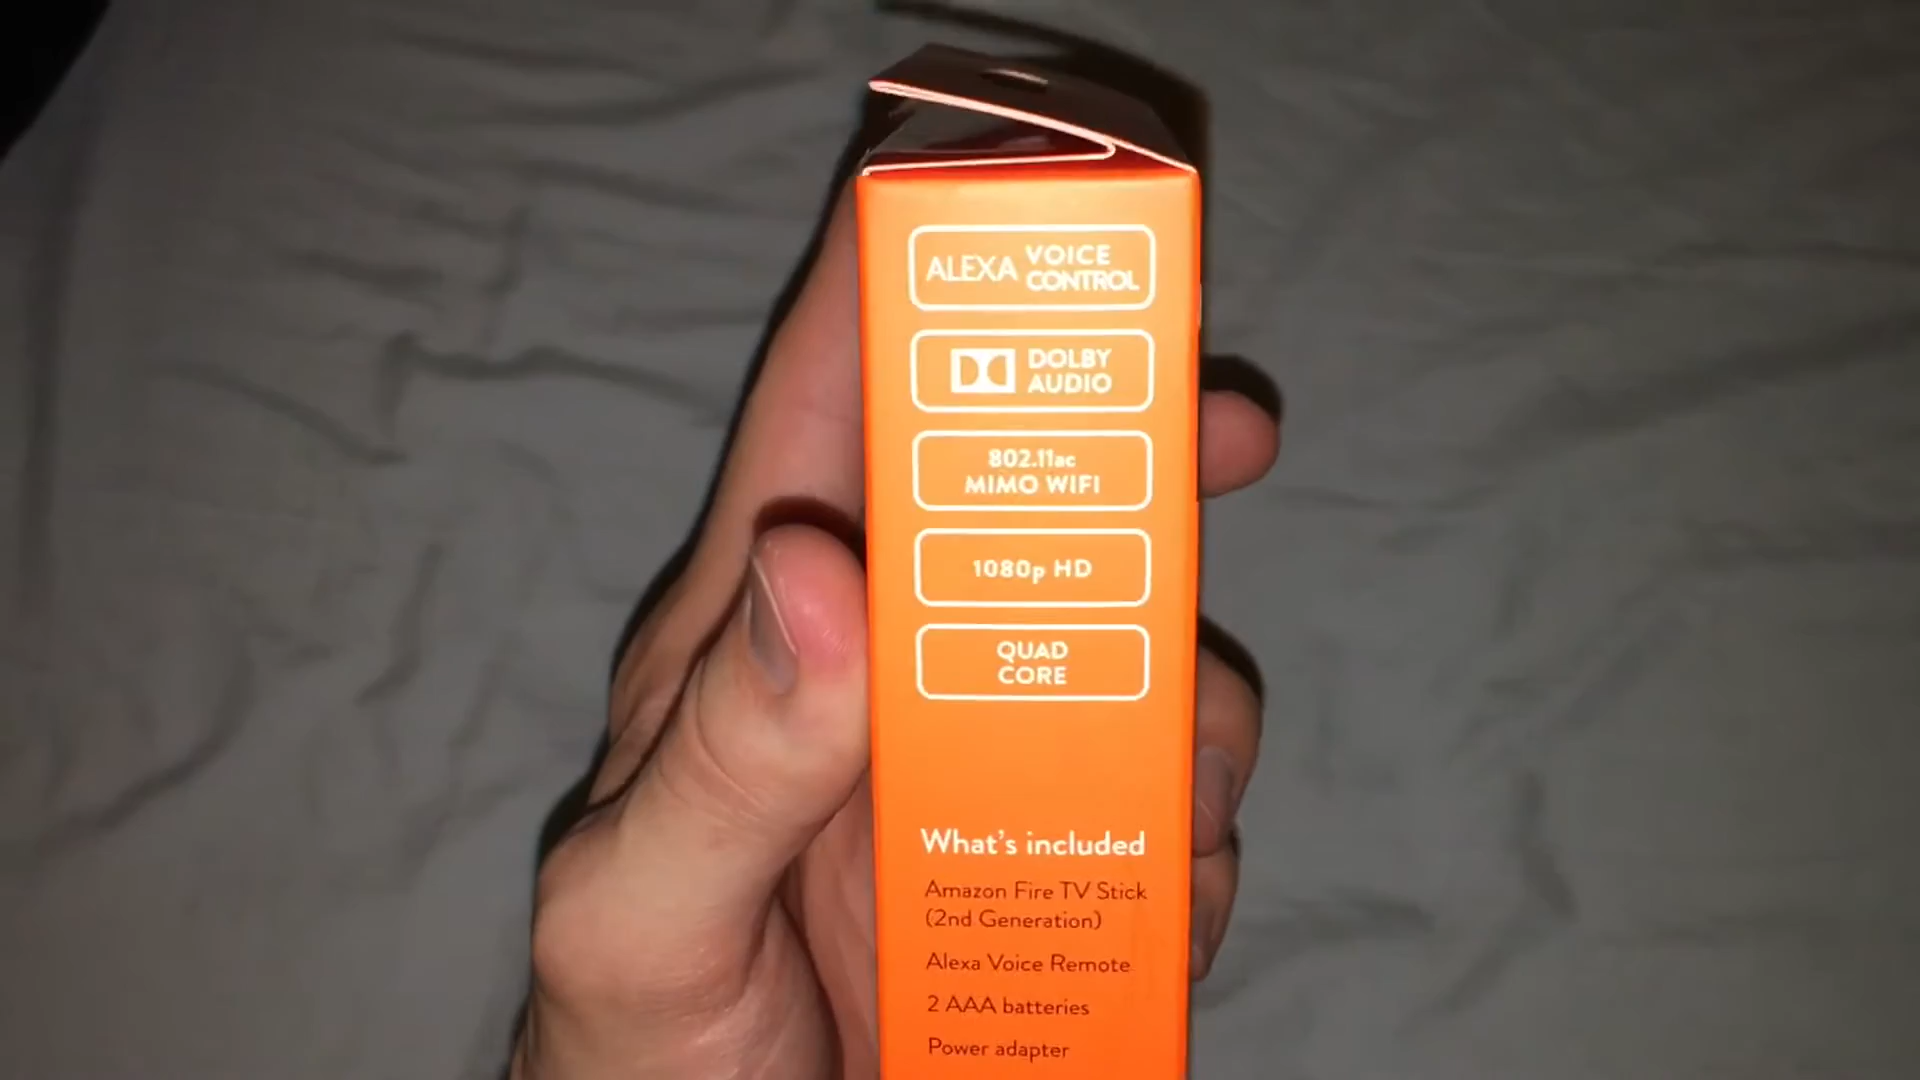 ALEXA VOICE CONTROL
DOLBY AUDIO
802.11ac
MIMO WIFI
1080p HD
QUAD
CORE
What's included
Amazon Fire TV Stick
(2nd Generation)
Alexa Voice Remote
2 AAA batteries
Power adapter